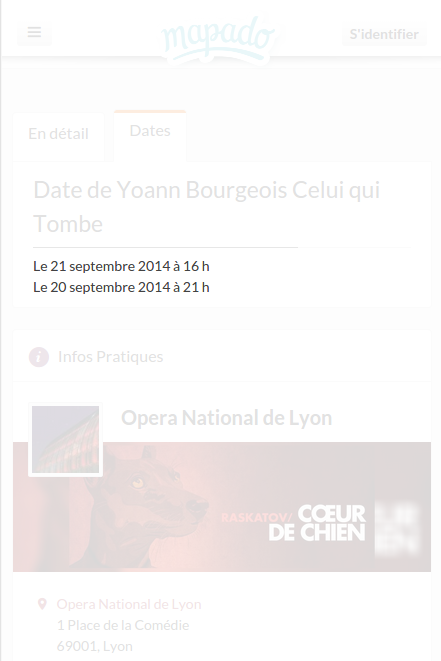 mapado
S'identifier
En détail
Dates
Date de Yoann Bourgeois Celui qui
Tombe
Le 21 septembre 2014 à 16 h
Le 20 septembre 2014 à 21 h
Infos Pratiques
Opera National de Lyon
RASKATOV/ CŒUR
DE CHIEN
Opera National de Lyon
1 Place de la Comédie
69001, Lyon